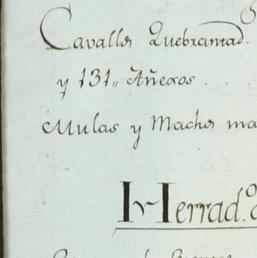 Cavallos Quebrantad.
y 131,, Añexos.
Mulas y Machos ma
Herrad.o